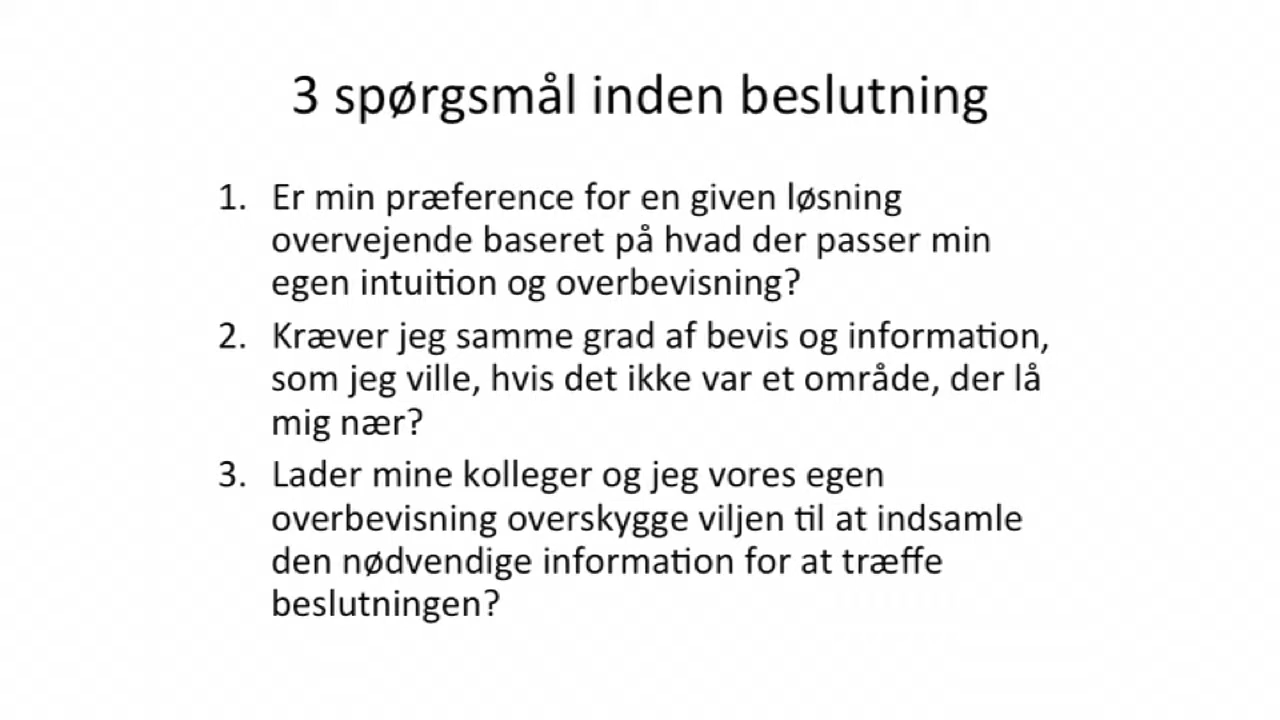 3 spørgsmål inden beslutning
1. Er min præference for en given løsning
overvejende baseret på hvad der passer min
egen intuition og overbevisning?
2. Kræver jeg samme grad af bevis og information,
som jeg ville, hvis det ikke var et område, der lå
mig nær?
3. Lader mine kolleger og jeg vores egen
overbevisning overskygge viljen til at indsamle
den nødvendige information for at træffe
beslutningen?